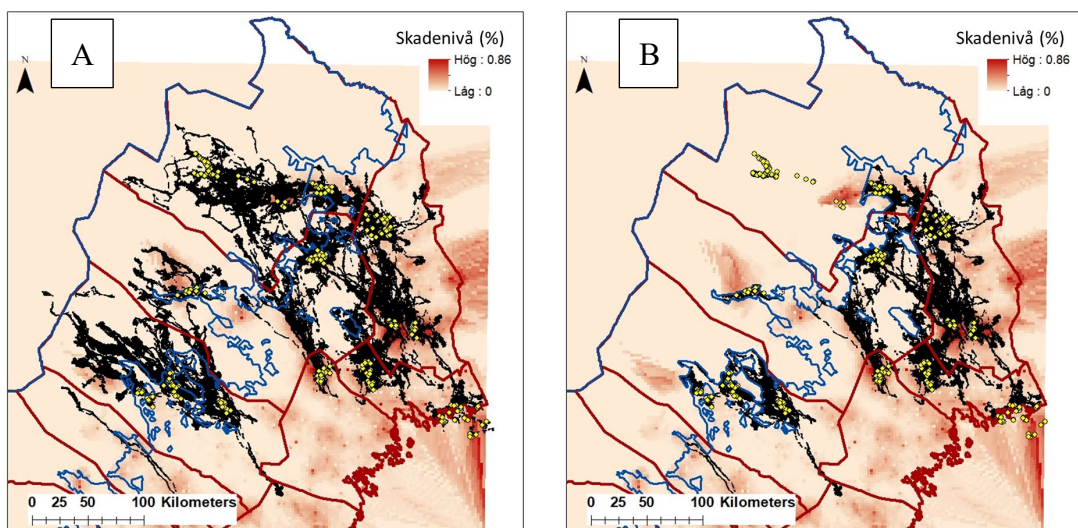 A
Skadenivå (%)
Hög : 0.86
Låg : 0
N
0 25 50 100 Kilometers
B
Skadenivå (%)
Hög : 0.86
Låg : 0
N
0 25 50 100 Kilometers